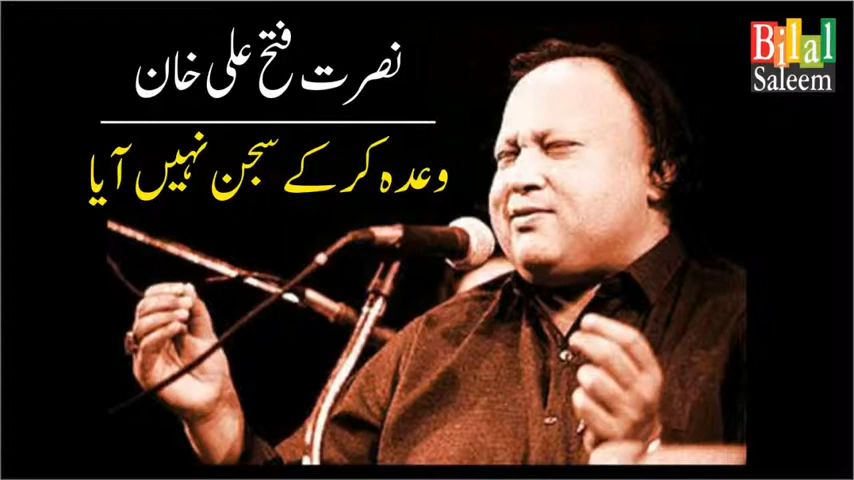 نصرت فتح علی خان
وعدہ کر کے سجن نہیں آیا
Bilal
Saleem